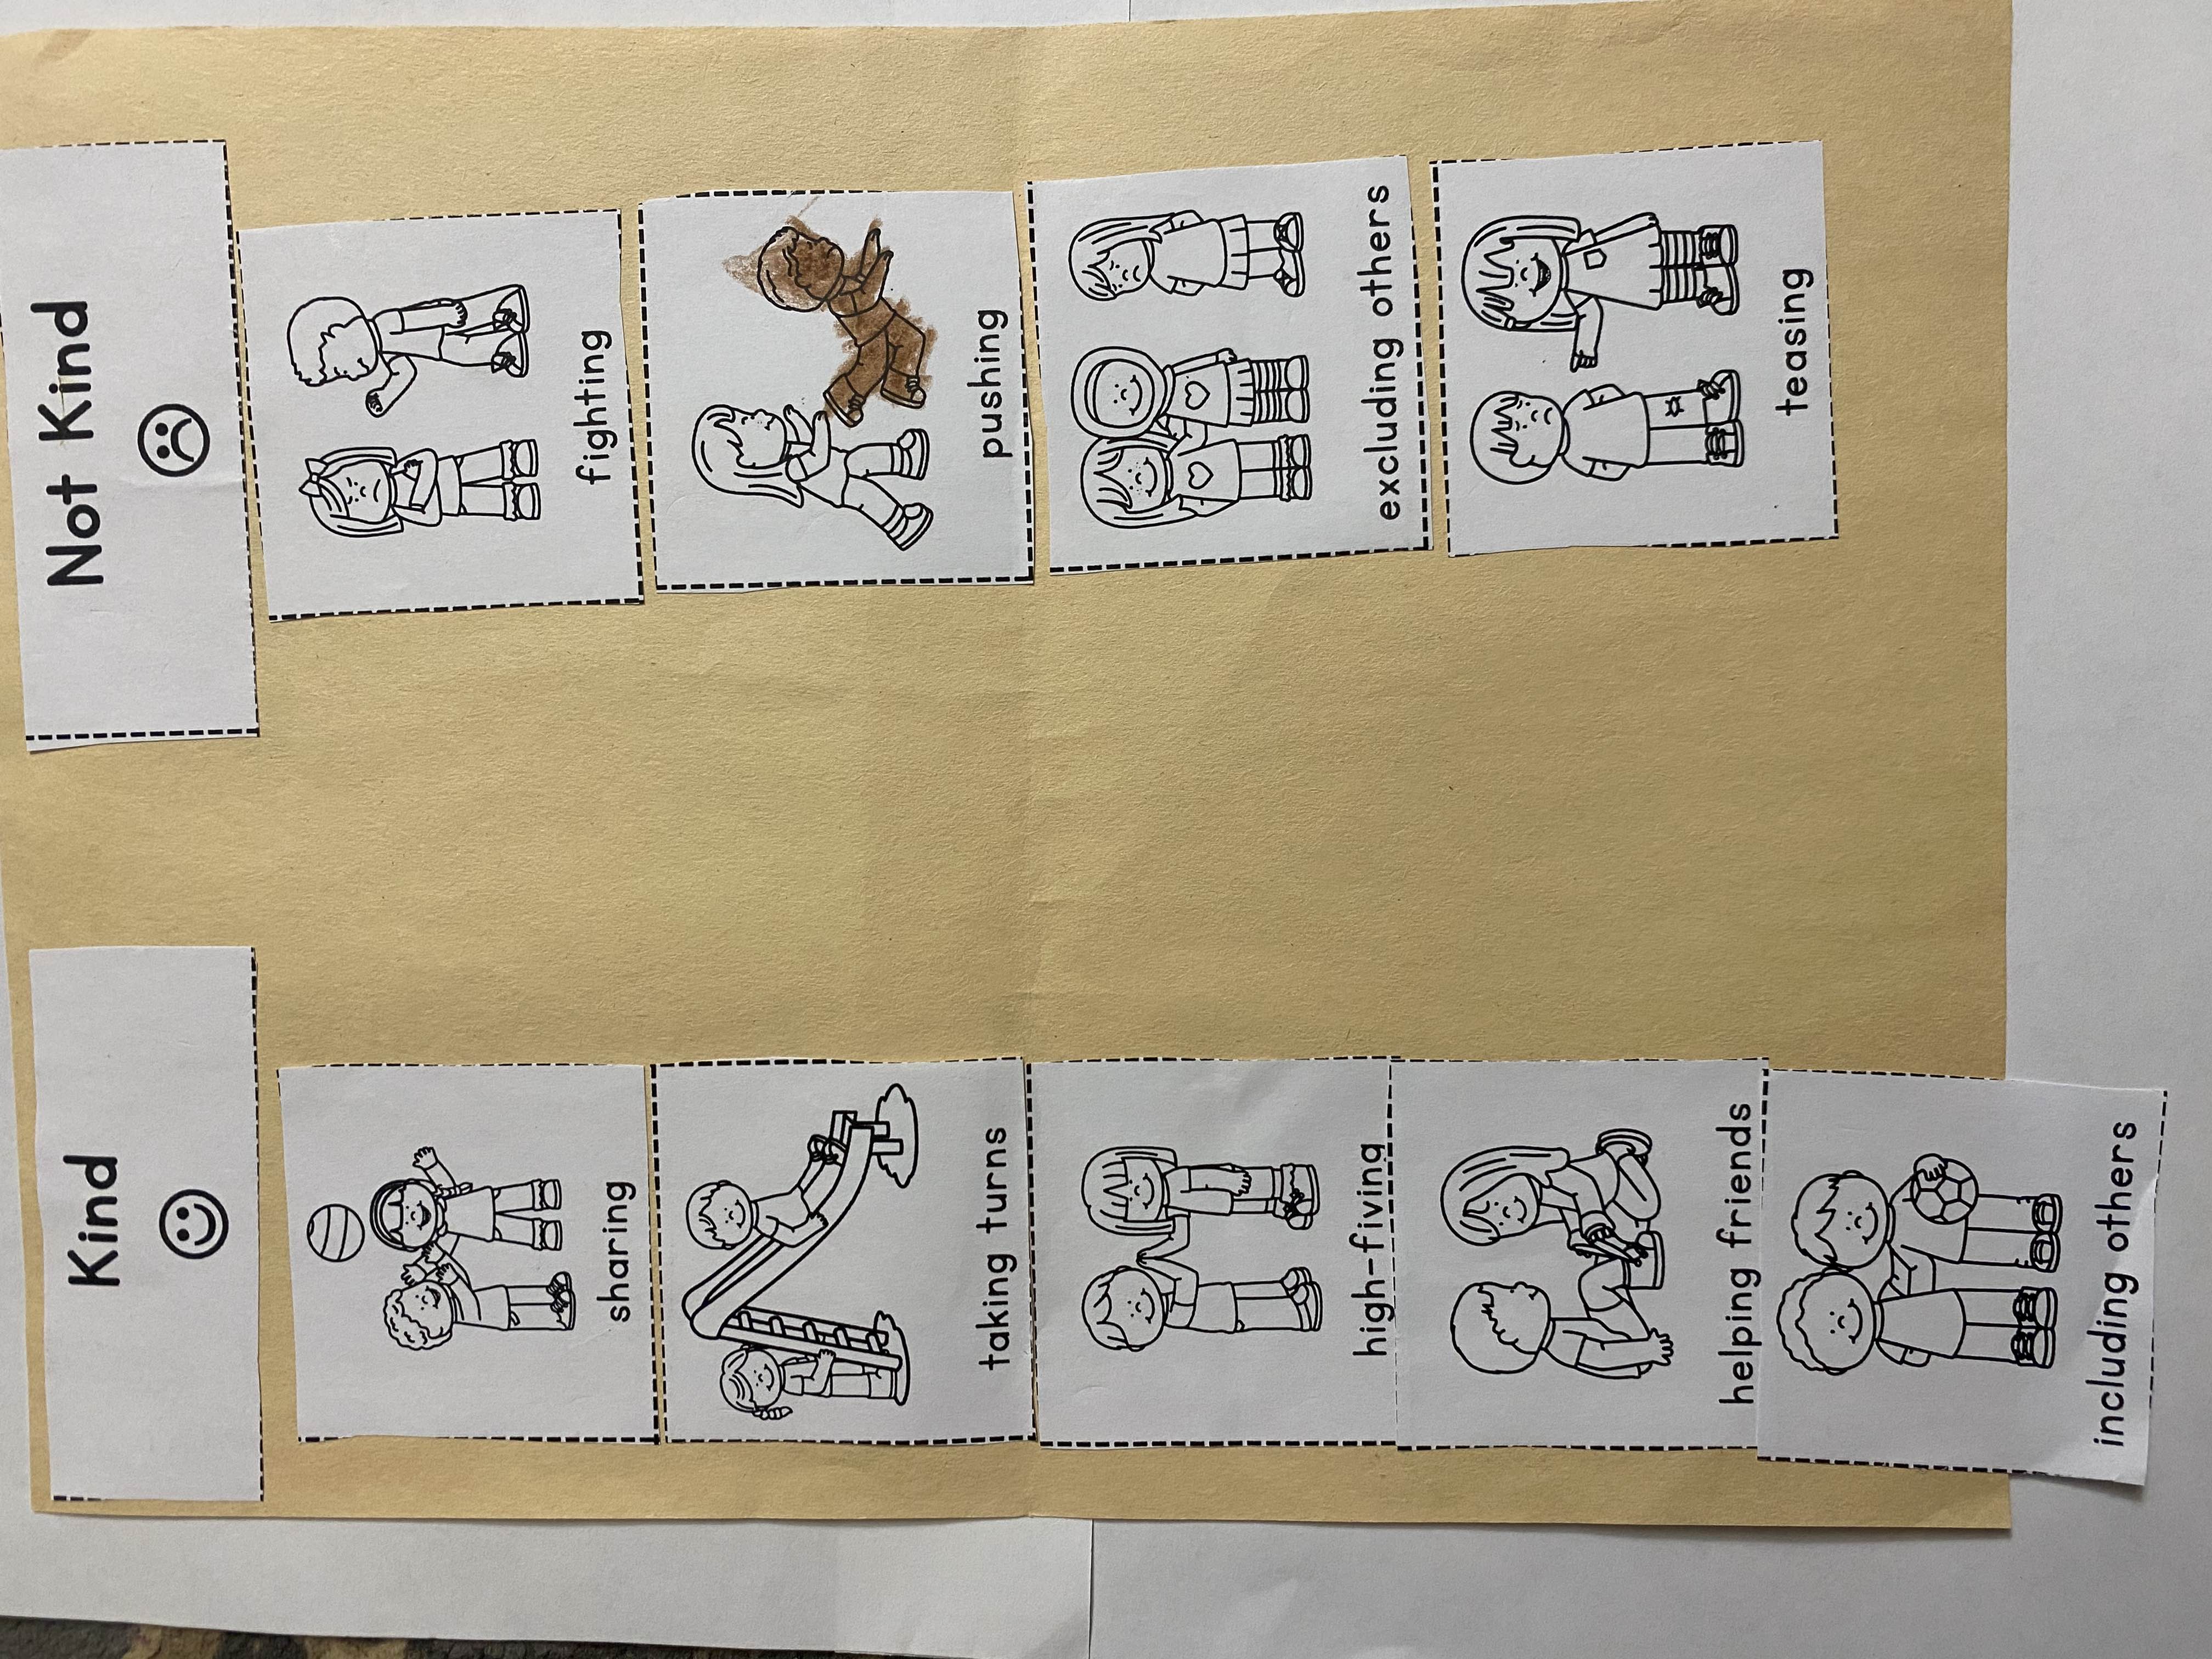 Kind
Not Kind
sharing
taking turns
high-fiving
helping friends
including others
fighting
pushing
excluding others
teasing